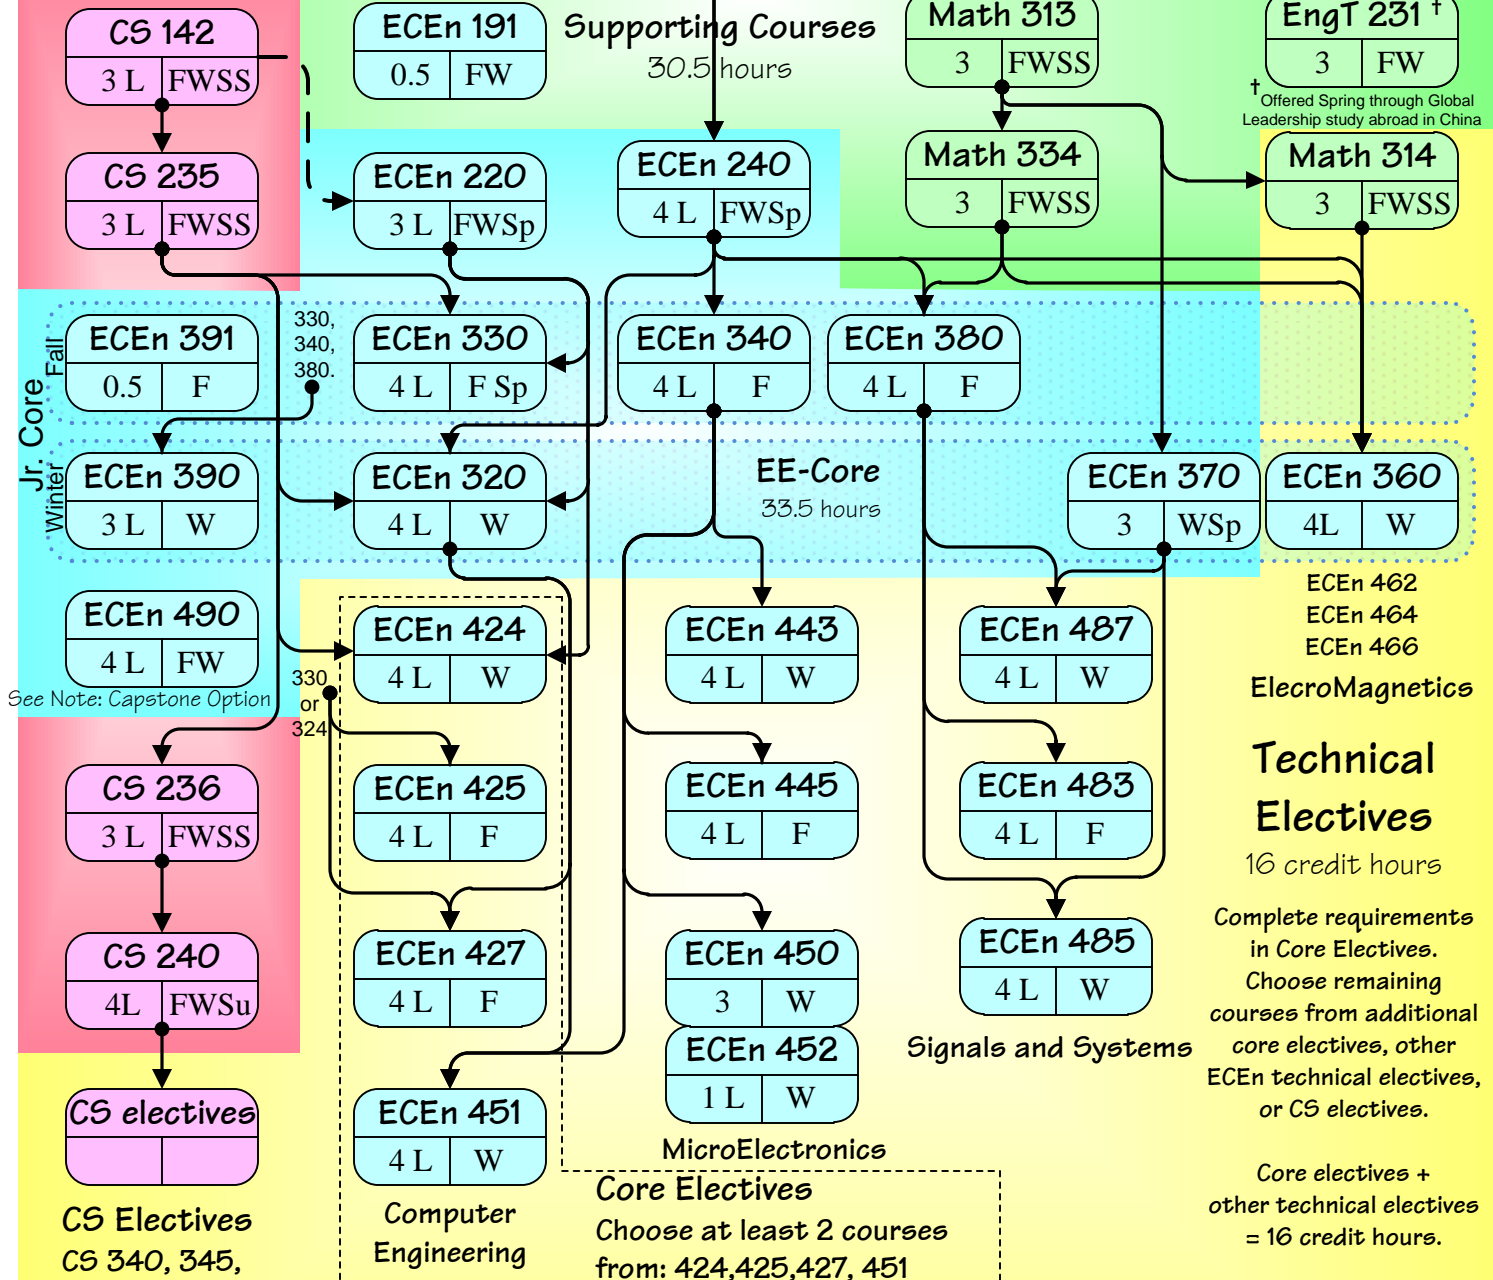 CS 142
3 L FWSS
ECEn 191
0.5 FW
Supporting Courses
30.5 hours
Math 313
3 FWSS
EngT 231 †
3 FW
† Offered Spring through Global
Leadership study abroad in China
CS 235
3 L FWSS
ECEn 220
3 L FWSp
ECEn 240
4 L FWSp
Math 334
3 FWSS
Math 314
3 FWSS
Jr. Core
Fall
ECEn 391
0.5 F
330,
340,
380.
ECEn 330
4 L F Sp
ECEn 340
4 L F
ECEn 380
4 L F
Winter
ECEn 390
3 L W
ECEn 320
4 L W
EE-Core
33.5 hours
ECEn 370
3 WSp
ECEn 360
4L W
ECEn 462
ECEn 464
ECEn 466
ElecroMagnetics
ECEn 490
4 L FW
See Note: Capstone Option
330
or
324
ECEn 424
4 L W
ECEn 443
4 L W
ECEn 487
4 L W
CS 236
3 L FWSS
ECEn 425
4 L F
ECEn 445
4 L F
ECEn 483
4 L F
Technical
Electives
16 credit hours
Complete requirements
in Core Electives.
Choose remaining
courses from additional
core electives, other
ECEn technical electives,
or CS electives.
Core electives +
other technical electives
= 16 credit hours.
CS 240
4L FWSu
ECEn 427
4 L F
ECEn 450
3 W
ECEn 452
1 L W
MicroElectronics
ECEn 485
4 L W
Signals and Systems
CS electives
ECEn 451
4 L W
Computer
Engineering
CS Electives
CS 340, 345,
Core Electives
Choose at least 2 courses
from: 424,425,427, 451